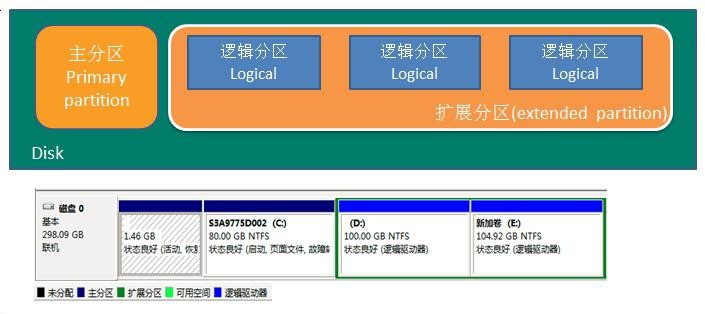 主分区
Primary
partition
逻辑分区
Logical
逻辑分区
Logical
逻辑分区
Logical
扩展分区(extended partition)
Disk
磁盘 0
基本
298.09 GB
联机
1.46 GB
状态良好 (活动, 恢复
S3A9775D002 (C:)
80.00 GB NTFS
状态良好 (启动, 页面文件, 故障转
(D:)
100.00 GB NTFS
状态良好 (逻辑驱动器)
新加卷 (E:)
104.92 GB NTFS
状态良好 (逻辑驱动器)
未分配 主分区 扩展分区 可用空间 逻辑驱动器